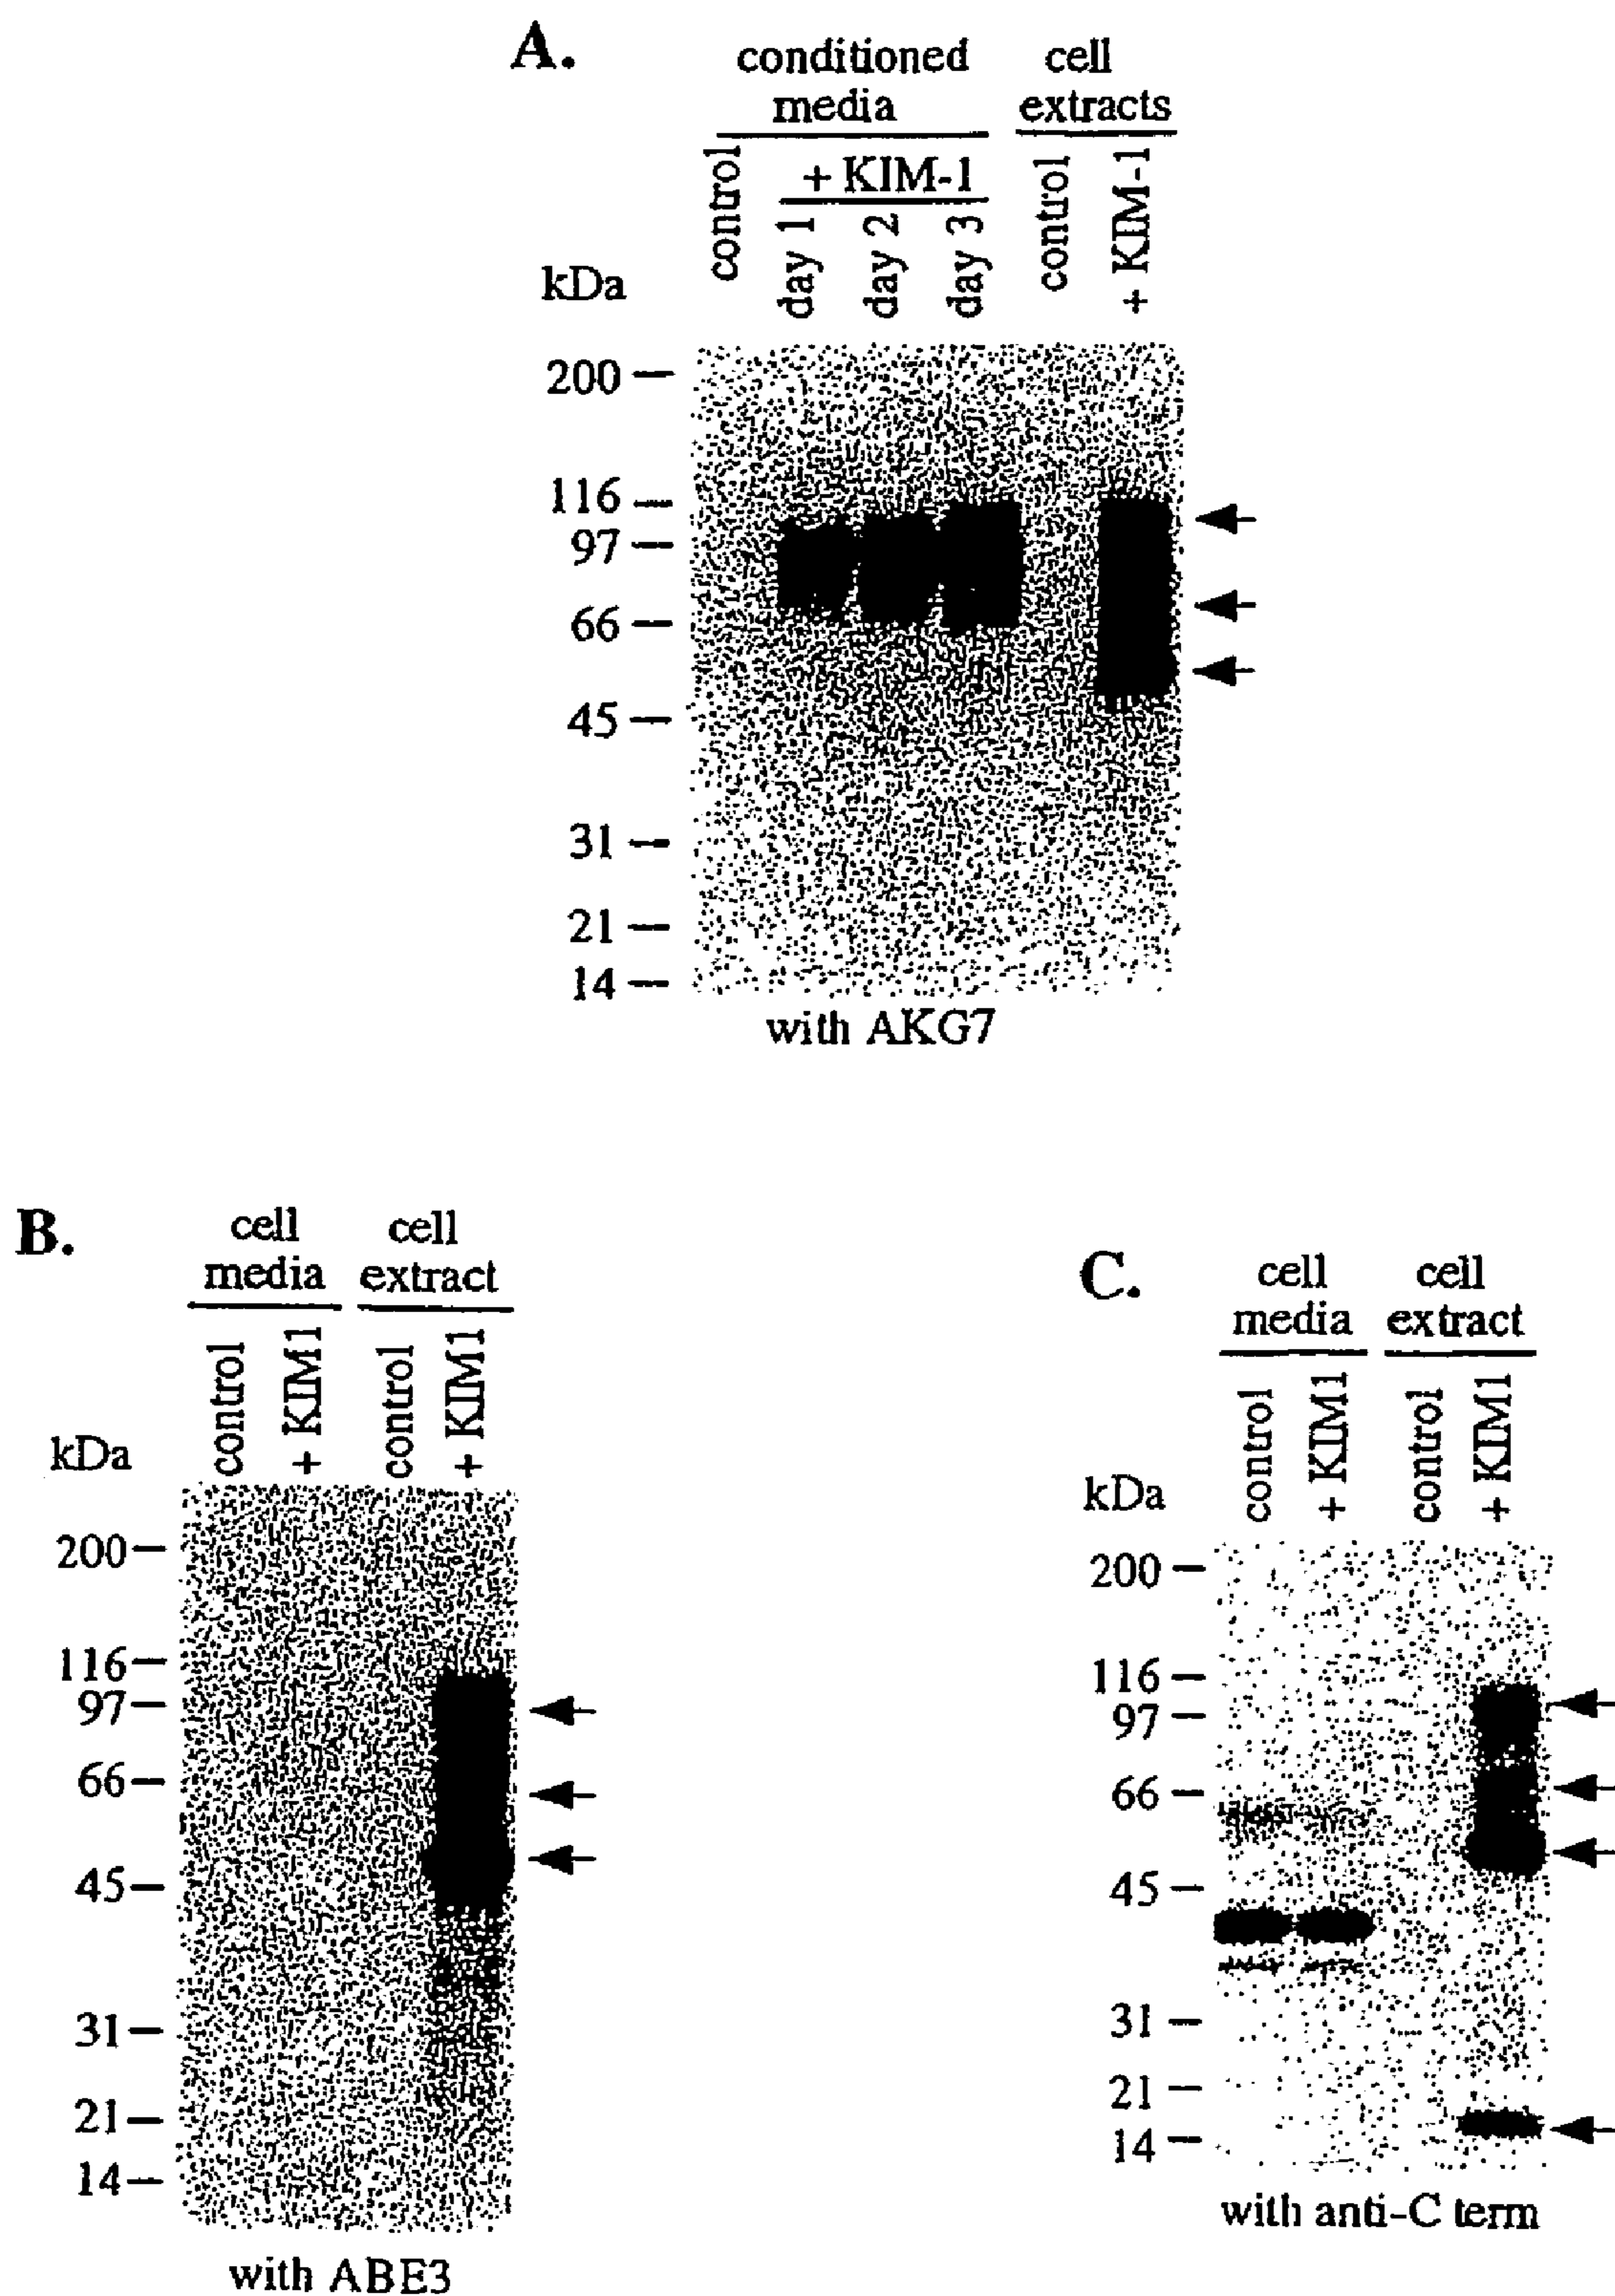 A.
conditioned media
cell extracts
control
+ KIM-1
day 1
day 2
day 3
control
+ KIM-1
kDa
200
116
97
66
45
31
21
14
with AKG7
B.
cell media
cell extract
control
+ KIM1
control
+ KIM1
kDa
200
116
97
66
45
31
21
14
with ABE3
C.
cell media
cell extract
control
+ KIM1
control
+ KIM1
kDa
200
116
97
66
45
31
21
14
with anti-C term